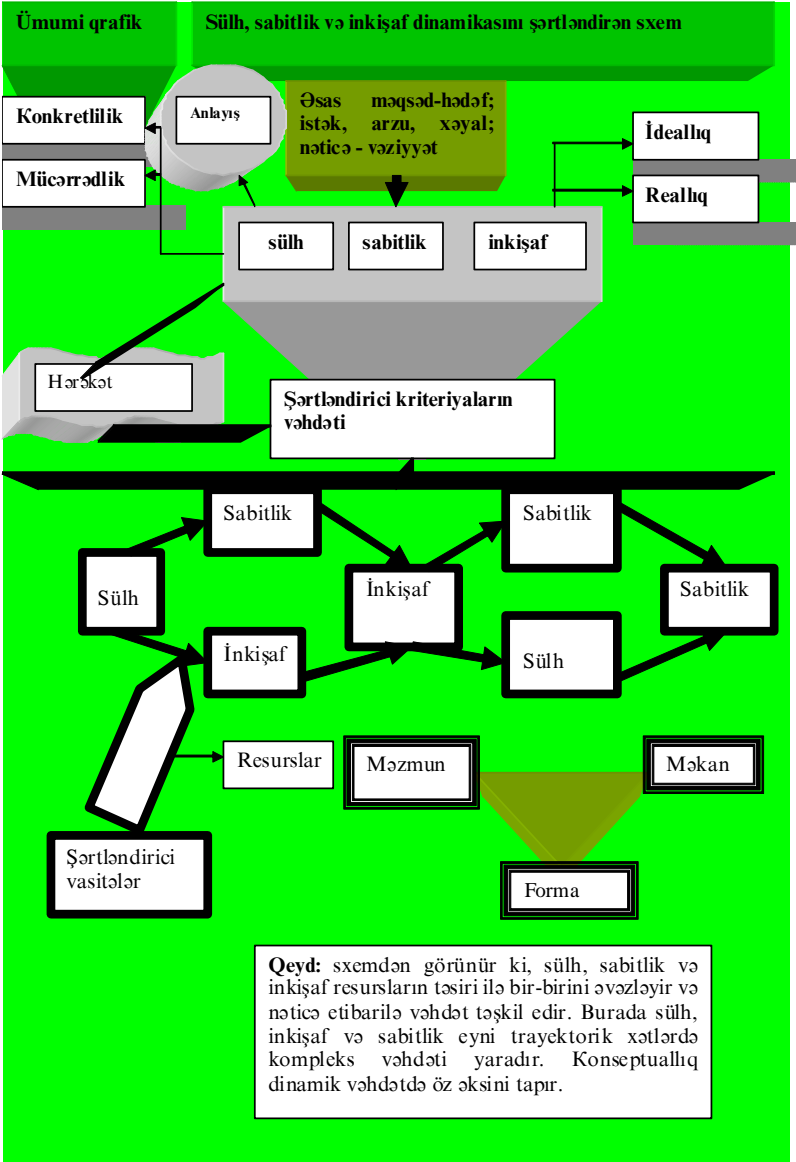 Ümumi qrafik
Sülh, sabitlik və inkişaf dinamikasını şərtləndirən sxem
Konkretlilik
Mücərrədlik
Anlayış
Əsas məqsəd-hədəf;
istək, arzu, xəyal;
nəticə - vəziyyət
İdeallıq
Reallıq
sülh
sabitlik
inkişaf
Hərəkət
Şərtləndirici kriteriyaların
vəhdəti
Sabitlik
Sabitlik
Sülh
İnkişaf
Sabitlik
İnkişaf
Sülh
Resurslar
Məzmun
Məkan
Şərtləndirici
vasitələr
Forma
Qeyd: sxemdən görünür ki, sülh, sabitlik və
inkişaf resursların təsiri ilə bir-birini əvəzləyir və
nəticə etibarilə vəhdət təşkil edir. Burada sülh,
inkişaf və sabitlik eyni trayektorik xətlərdə
kompleks vəhdəti yaradır. Konseptuallıq
dinamik vəhdətdə öz əksini tapır.